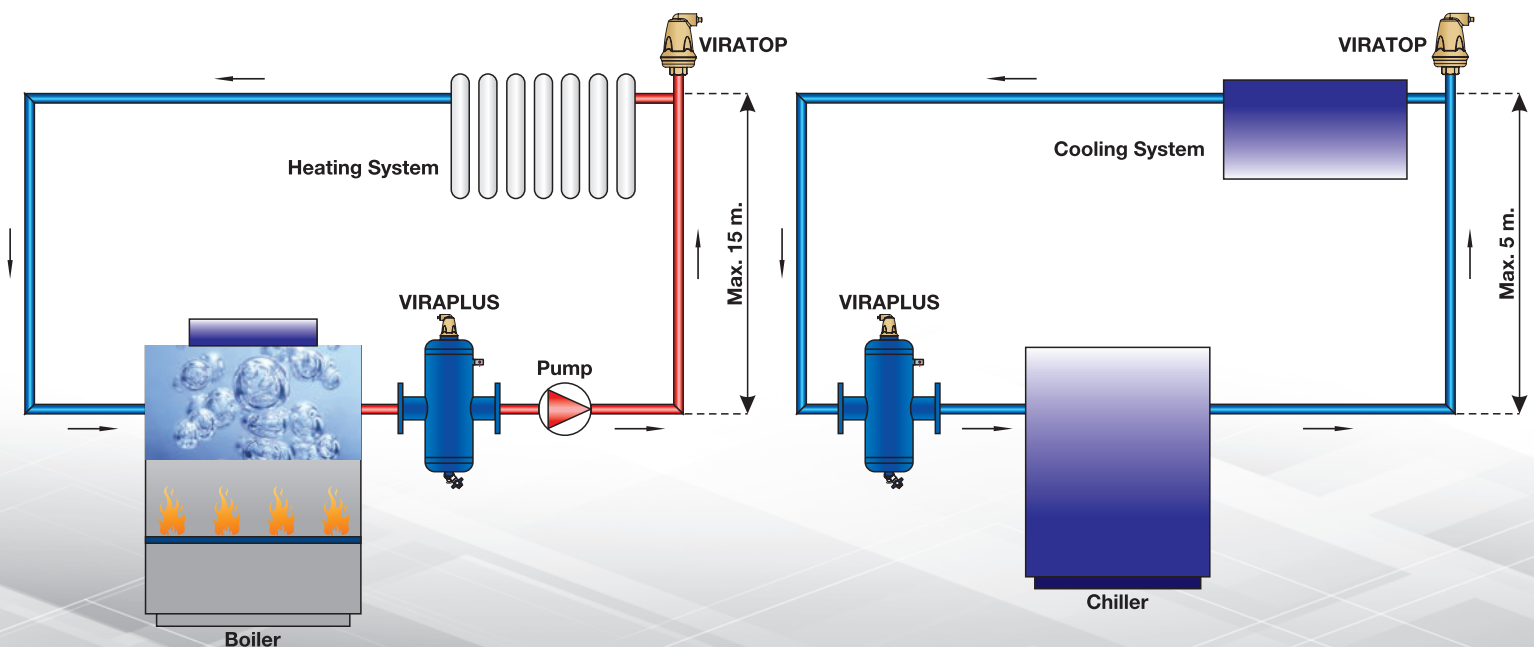 VIRATOP
Heating System
Max. 15 m.
VIRAPLUS
Pump
Boiler
VIRATOP
Cooling System
Max. 5 m.
VIRAPLUS
Chiller